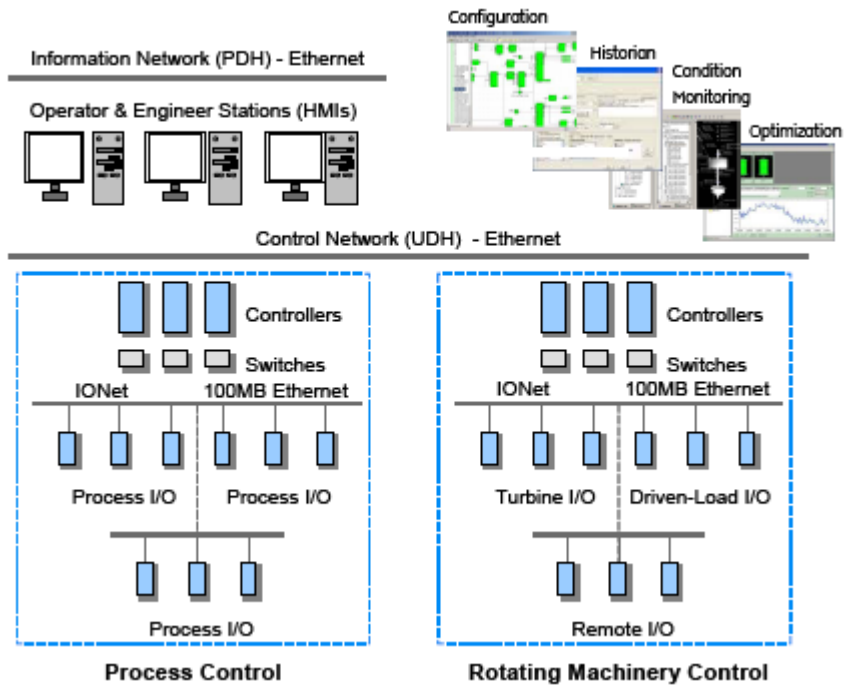 Configuration
Information Network (PDH) - Ethernet
Historian
Condition
Monitoring
Operator & Engineer Stations (HMIs)
Optimization
Control Network (UDH) - Ethernet
Controllers
Switches
IONet 100MB Ethernet
Process I/O Process I/O
Process I/O
Process Control
Controllers
Switches
IONet 100MB Ethernet
Turbine I/O Driven-Load I/O
Remote I/O
Rotating Machinery Control